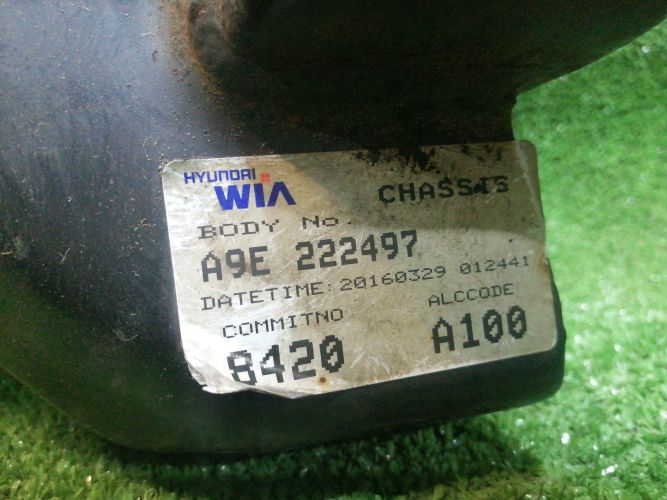 HYUNDAI
WIA CHASSIS
BODY No.
A9E 222497
DATETIME: 20160329 012441
COMMITNO ALCCODE
8420 A100